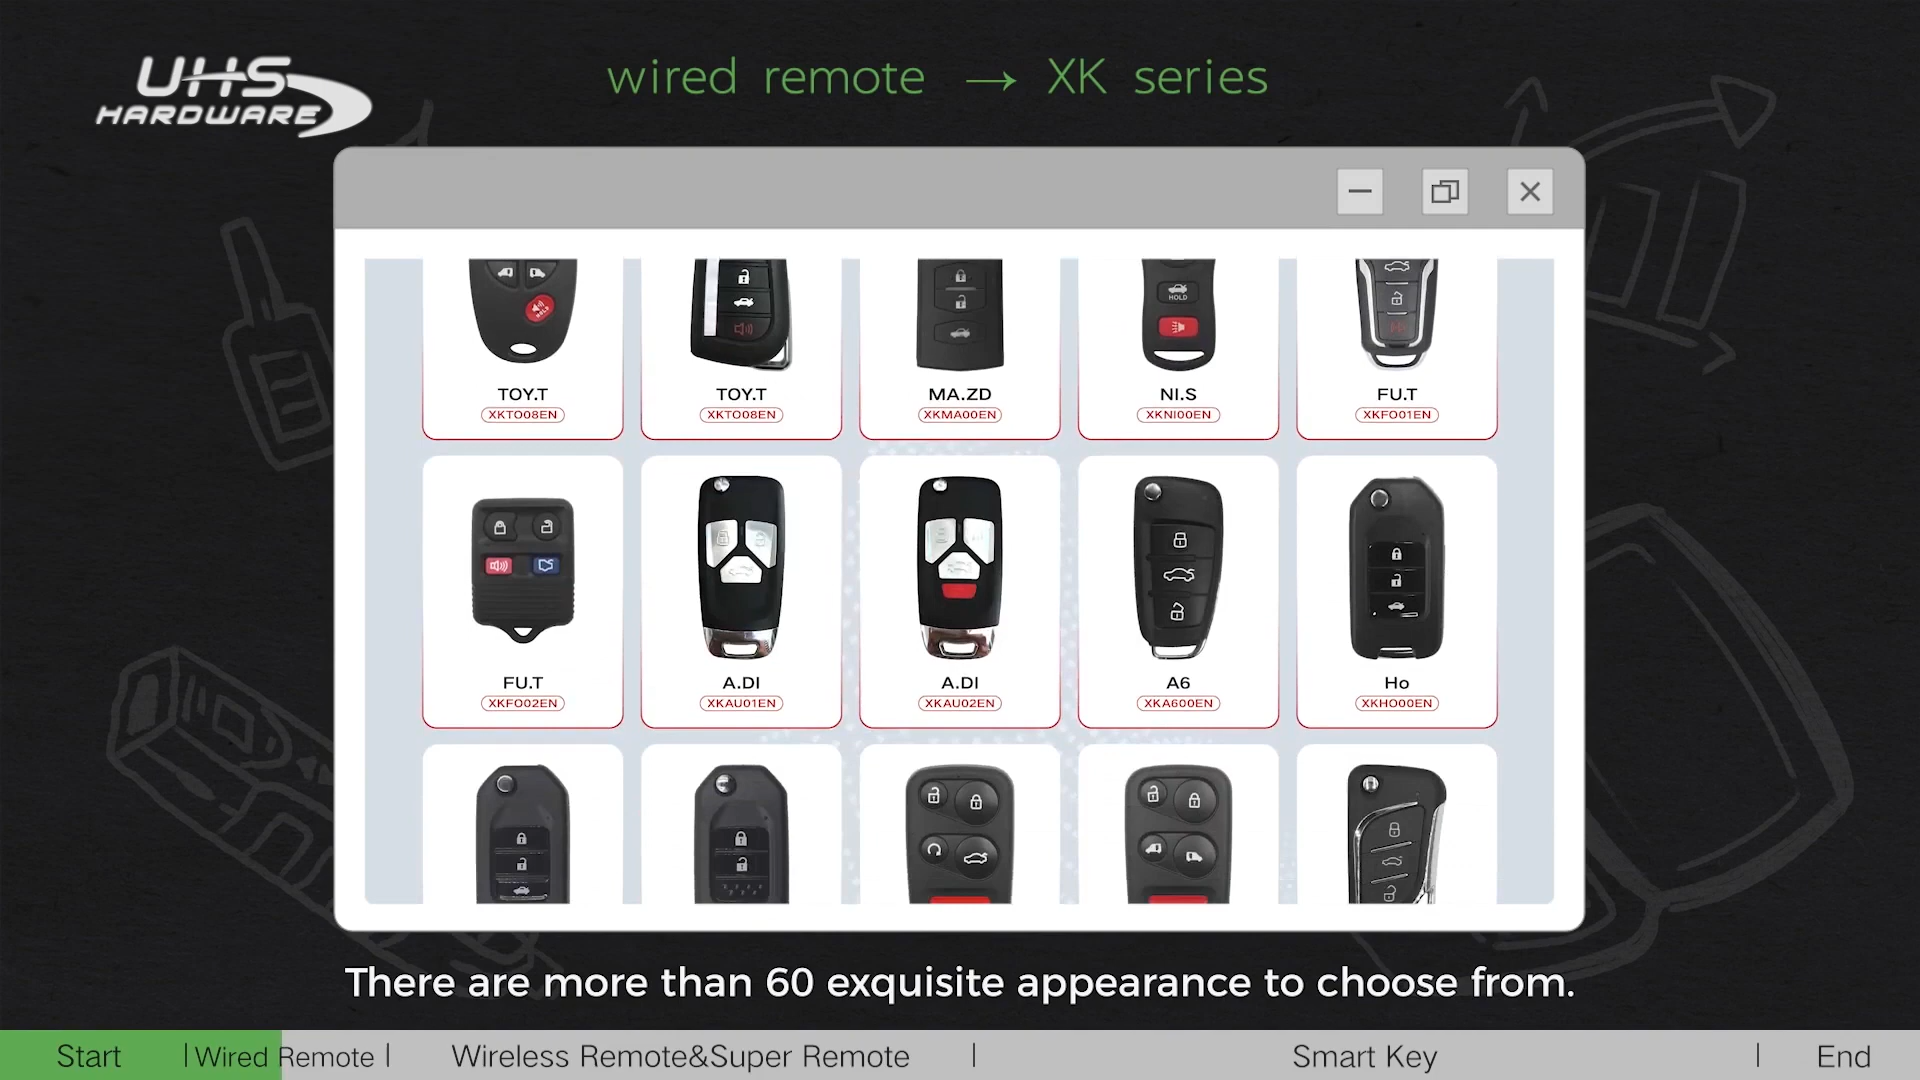 UHS
HARDWARE
wired remote → XK series
HOLD
HOLD
TOY.T
XKTO08EN
TOY.T
XKTO08EN
MA.ZD
XKMA00EN
NI.S
XKNI00EN
FU.T
XKFO01EN
FU.T
XKFO02EN
A.DI
XKAU01EN
A.DI
XKAU02EN
A6
XKA600EN
Ho
XKHO00EN
There are more than 60 exquisite appearance to choose from.
Start | Wired Remote | Wireless Remote&Super Remote | Smart Key | End